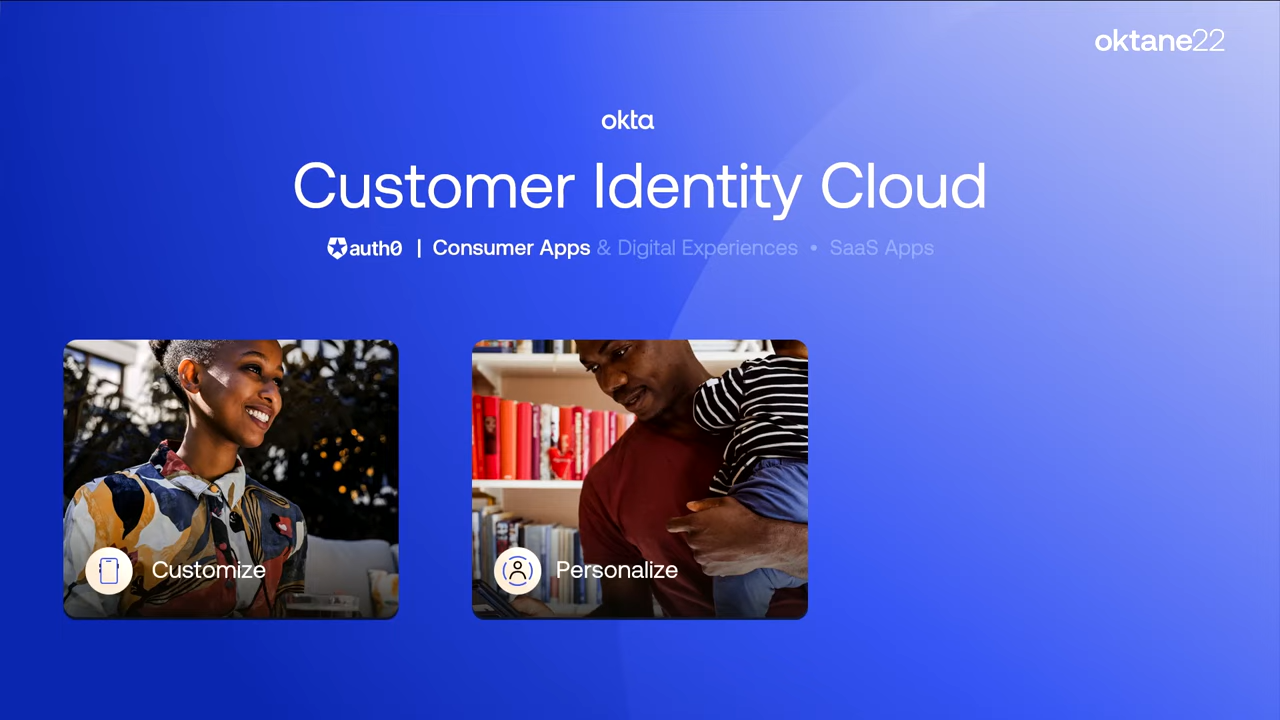 oktane22
okta
Customer Identity Cloud
auth0 | Consumer Apps & Digital Experiences • SaaS Apps
Customize
Personalize